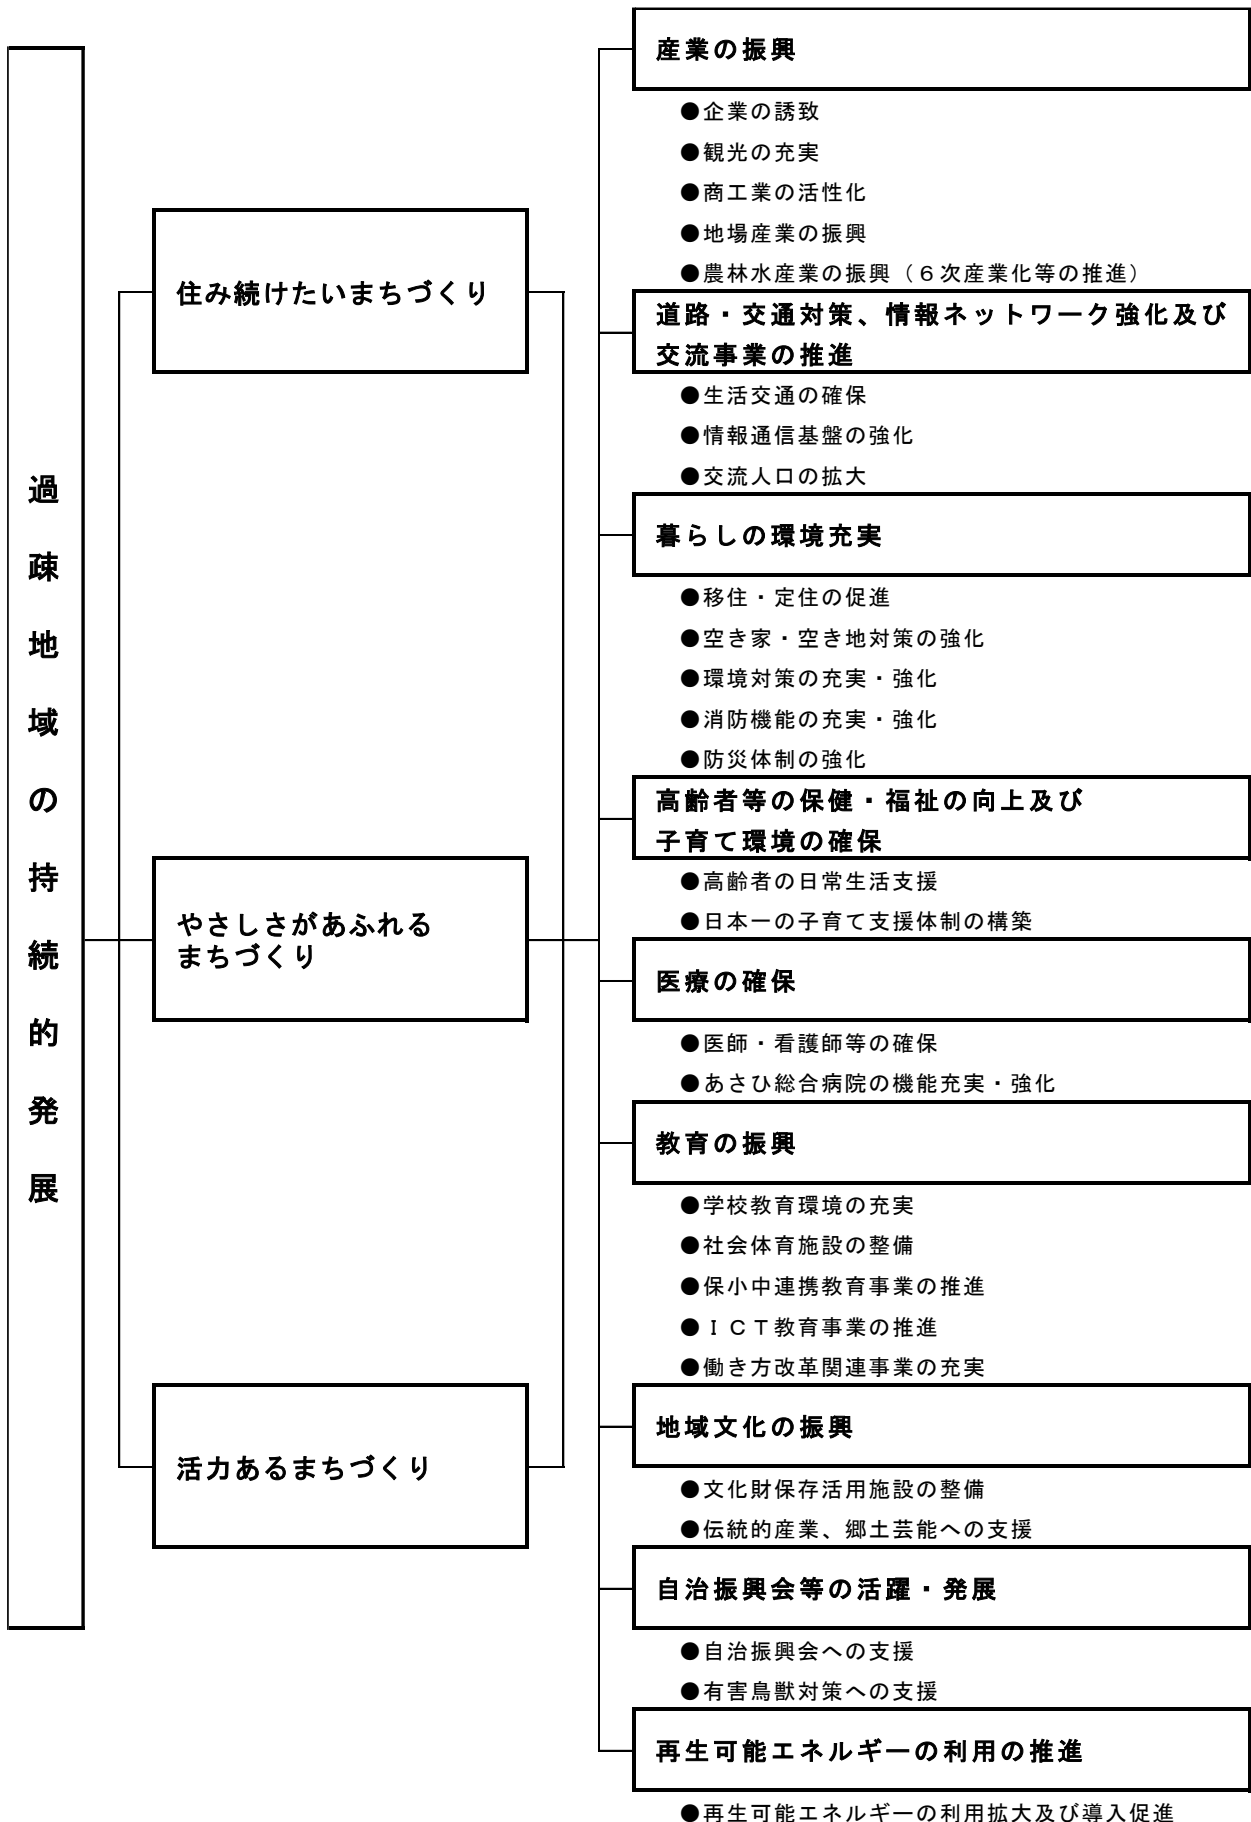 過疎地域の持続的発展
住み続けたいまちづくり
やさしさがあふれる
まちづくり
活力あるまちづくり
産業の振興
●企業の誘致
●観光の充実
●商工業の活性化
●地場産業の振興
●農林水産業の振興（６次産業化等の推進）
道路・交通対策、情報ネットワーク強化及び
交流事業の推進
●生活交通の確保
●情報通信基盤の強化
●交流人口の拡大
暮らしの環境充実
●移住・定住の促進
●空き家・空き地対策の強化
●環境対策の充実・強化
●消防機能の充実・強化
●防災体制の強化
高齢者等の保健・福祉の向上及び
子育て環境の確保
●高齢者の日常生活支援
●日本一の子育て支援体制の構築
医療の確保
●医師・看護師等の確保
●あさひ総合病院の機能充実・強化
教育の振興
●学校教育環境の充実
●社会体育施設の整備
●保小中連携教育事業の推進
●ＩＣＴ教育事業の推進
●働き方改革関連事業の充実
地域文化の振興
●文化財保存活用施設の整備
●伝統的産業、郷土芸能への支援
自治振興会等の活躍・発展
●自治振興会への支援
●有害鳥獣対策への支援
再生可能エネルギーの利用の推進
●再生可能エネルギーの利用拡大及び導入促進